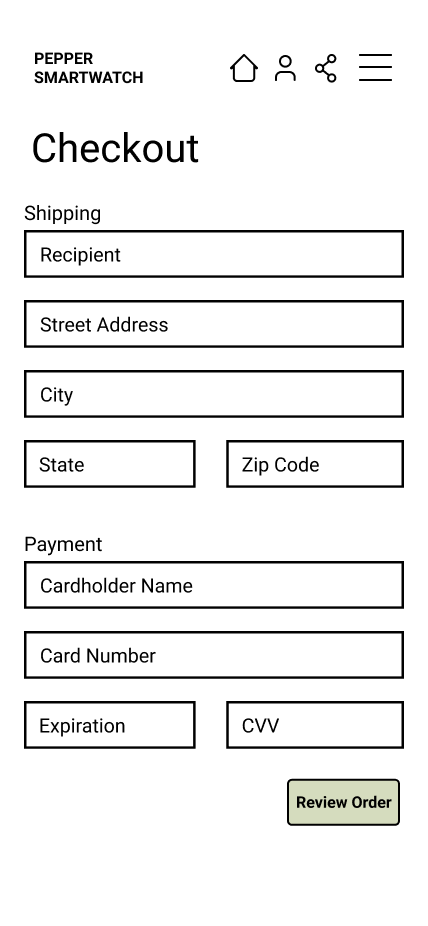 PEPPER
SMARTWATCH
Checkout
Shipping
Recipient
Street Address
City
State
Zip Code
Payment
Cardholder Name
Card Number
Expiration
CVV
Review Order